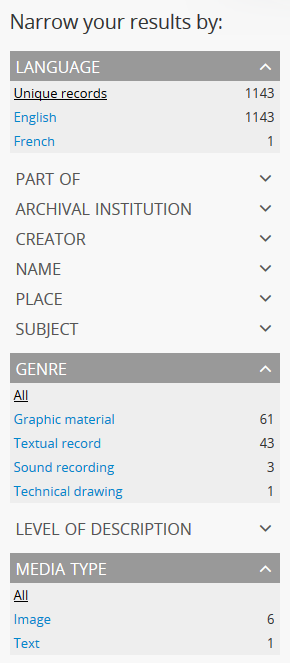 Narrow your results by:
LANGUAGE
Unique records 1143
English 1143
French 1
PART OF
ARCHIVAL INSTITUTION
CREATOR
NAME
PLACE
SUBJECT
GENRE
All
Graphic material 61
Textual record 43
Sound recording 3
Technical drawing 1
LEVEL OF DESCRIPTION
MEDIA TYPE
All
Image 6
Text 1